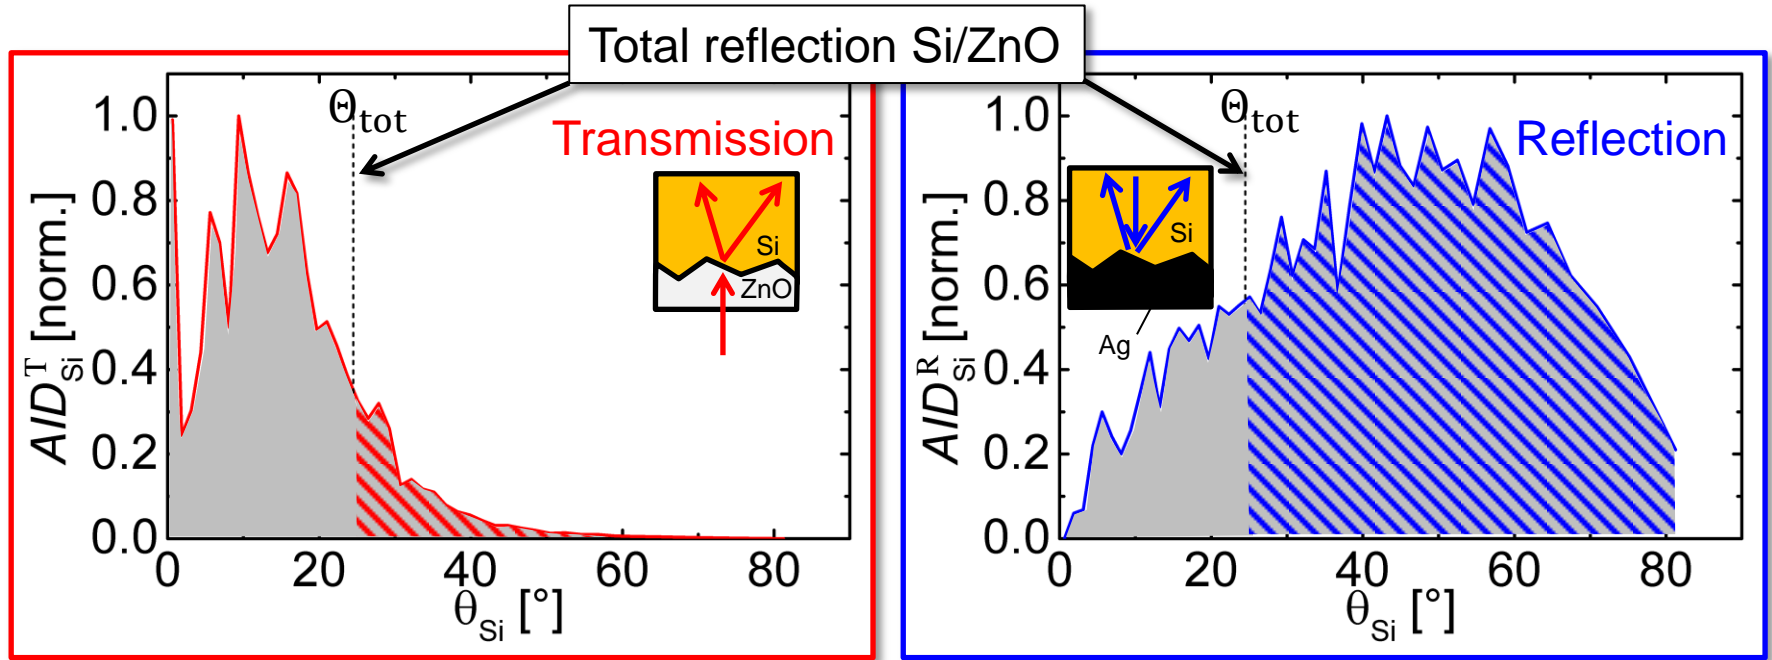 Total reflection Si/ZnO
Θtot
Transmission
Si
ZnO
AID^T_Si [norm.]
1.0
0.8
0.6
0.4
0.2
0.0
0 20 40 60 80
θSi [°]
Θtot
Reflection
Si
Ag
AID^R_Si [norm.]
1.0
0.8
0.6
0.4
0.2
0.0
0 20 40 60 80
θSi [°]